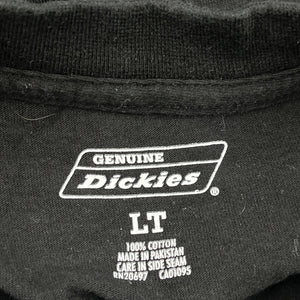 GENUINE
Dickies®
LT
100% COTTON
MADE IN PAKISTAN
CARE IN SIDE SEAM
RN20697 CA01095